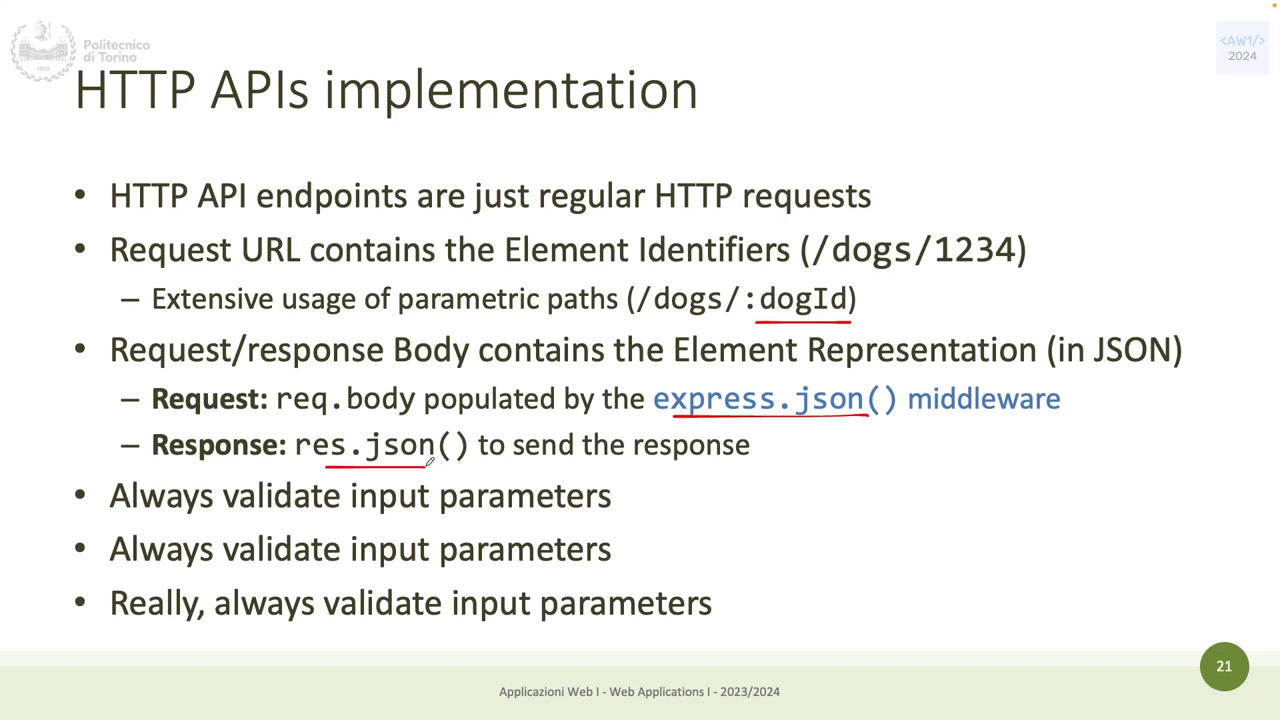 Politecnico
di Torino
1859
<AW1/>
2024
HTTP APIs implementation
• HTTP API endpoints are just regular HTTP requests
• Request URL contains the Element Identifiers (/dogs/1234)
– Extensive usage of parametric paths (/dogs/:dogId)
• Request/response Body contains the Element Representation (in JSON)
– Request: req.body populated by the express.json() middleware
– Response: res.json() to send the response
• Always validate input parameters
• Always validate input parameters
• Really, always validate input parameters
21
Applicazioni Web I - Web Applications I - 2023/2024